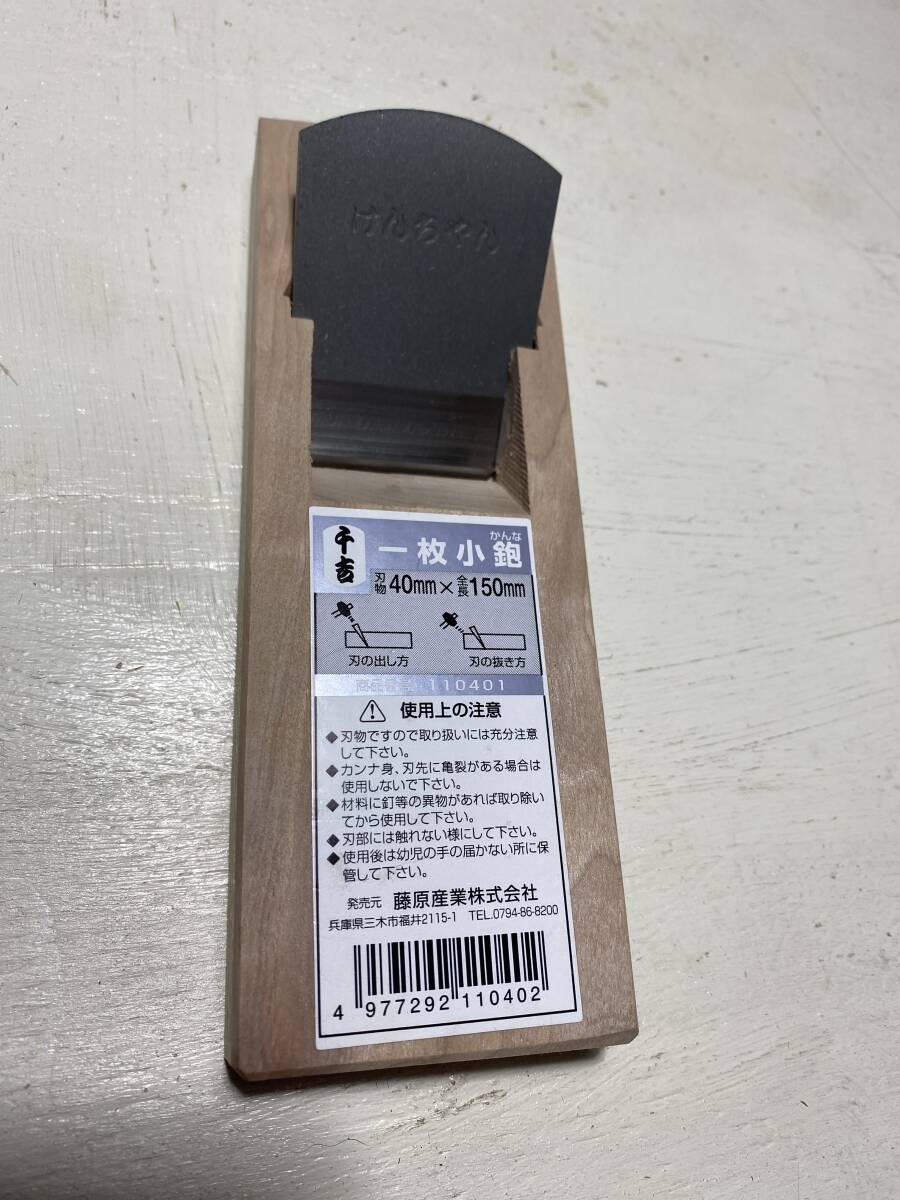 けんちゃん
千吉
一枚小鉋
かんな
刃物40mm×全長150mm
刃の出し方 刃の抜き方
商品番号 110401
⚠ 使用上の注意
◆刃物ですので取り扱いには充分注意
して下さい。
◆カンナ身、刃先に亀裂がある場合は
使用しないで下さい。
◆材料に釘等の異物があれば取り除い
てから使用して下さい。
◆刃部には触れない様にして下さい。
◆使用後は幼児の手の届かない所に保
管して下さい。
発売元 藤原産業株式会社
兵庫県三木市福井2115-1 TEL.0794-86-8200
4 977292 110402